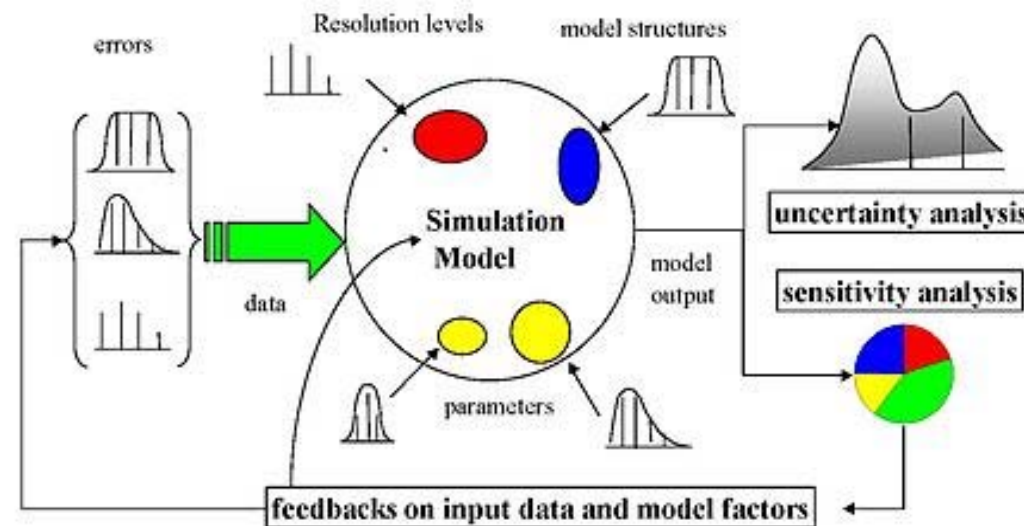 errors
Resolution levels
model structures
data
Simulation
Model
parameters
model
output
uncertainty analysis
sensitivity analysis
feedbacks on input data and model factors